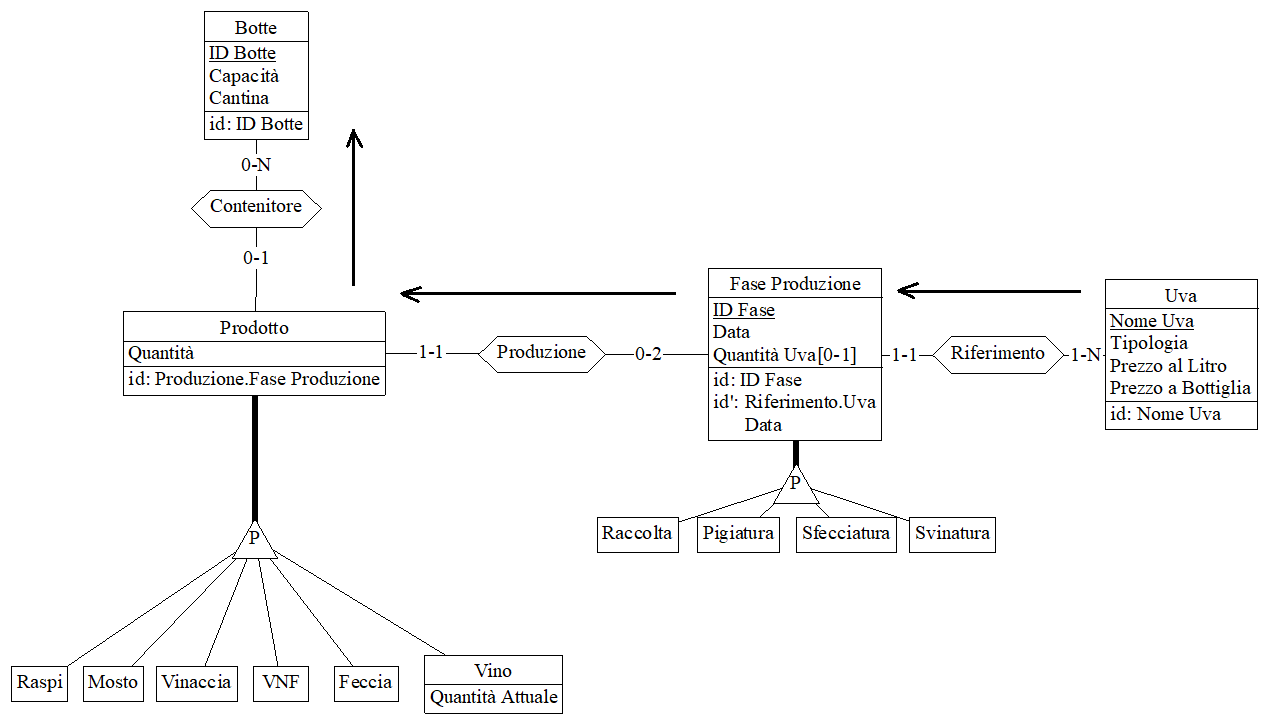 Botte
ID Botte
Capacità
Cantina
id: ID Botte
0-N
Contenitore
0-1
Prodotto
Quantità
id: Produzione.Fase Produzione
1-1
Produzione
0-2
Fase Produzione
ID Fase
Data
Quantità Uva[0-1]
id: ID Fase
id': Riferimento.Uva
Data
1-1
Riferimento
1-N
Uva
Nome Uva
Tipologia
Prezzo al Litro
Prezzo a Bottiglia
id: Nome Uva
P
Raccolta
Pigiatura
Sfecciatura
Svinatura
P
Raspi
Mosto
Vinaccia
VNF
Feccia
Vino
Quantità Attuale